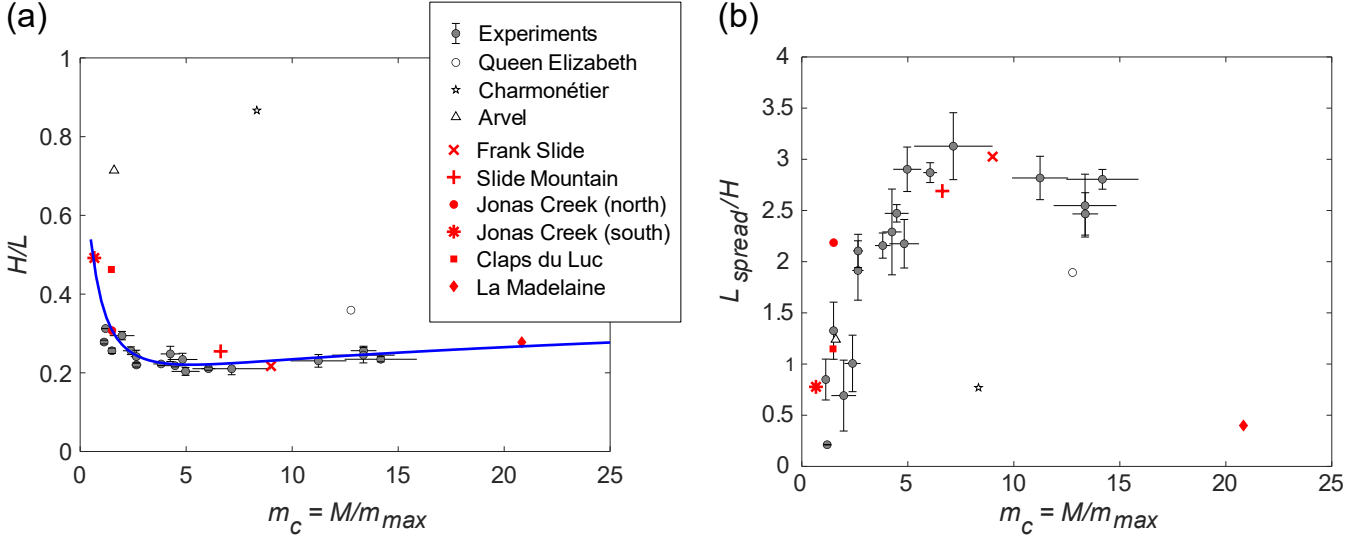 (a)
1
0.8
0.6
0.4
0.2
0
H/L
0 5 10 15 20 25
m_c = M/m_max
Experiments
Queen Elizabeth
Charmonétier
Arvel
Frank Slide
Slide Mountain
Jonas Creek (north)
Jonas Creek (south)
Claps du Luc
La Madelaine
(b)
4
3.5
3
2.5
2
1.5
1
0.5
0
L_spread/H
0 5 10 15 20 25
m_c = M/m_max